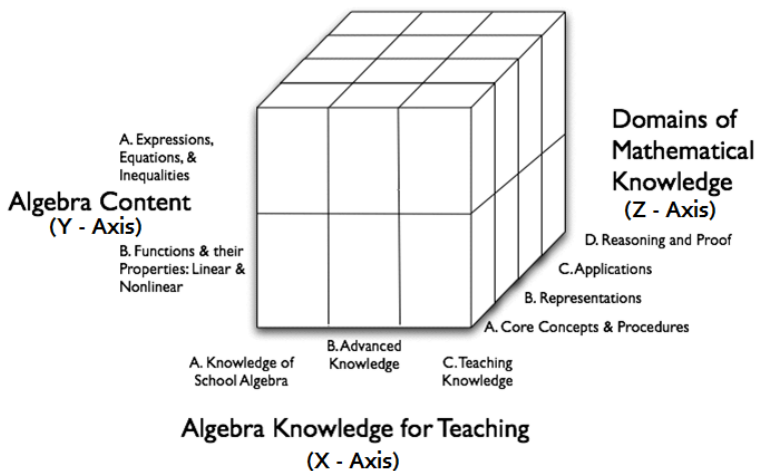 A. Expressions,
Equations, &
Inequalities
Algebra Content
(Y - Axis)
B. Functions & their
Properties: Linear &
Nonlinear
Domains of
Mathematical
Knowledge
(Z - Axis)
D. Reasoning and Proof
C. Applications
B. Representations
A. Core Concepts & Procedures
A. Knowledge of
School Algebra
B. Advanced
Knowledge
C. Teaching
Knowledge
Algebra Knowledge for Teaching
(X - Axis)